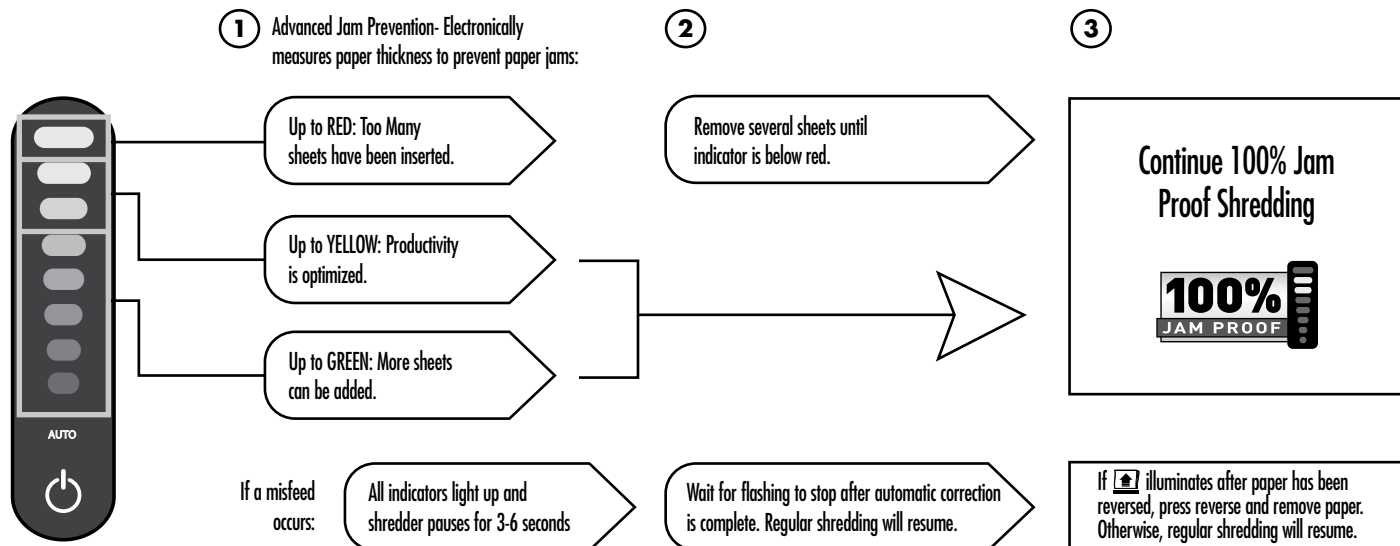 1 Advanced Jam Prevention- Electronically
measures paper thickness to prevent paper jams:
2
3
Up to RED: Too Many
sheets have been inserted.
Remove several sheets until
indicator is below red.
Continue 100% Jam
Proof Shredding
Up to YELLOW: Productivity
is optimized.
100%
JAM PROOF
Up to GREEN: More sheets
can be added.
AUTO
If a misfeed
occurs:
All indicators light up and
shredder pauses for 3-6 seconds
Wait for flashing to stop after automatic correction
is complete. Regular shredding will resume.
If illuminates after paper has been
reversed, press reverse and remove paper.
Otherwise, regular shredding will resume.